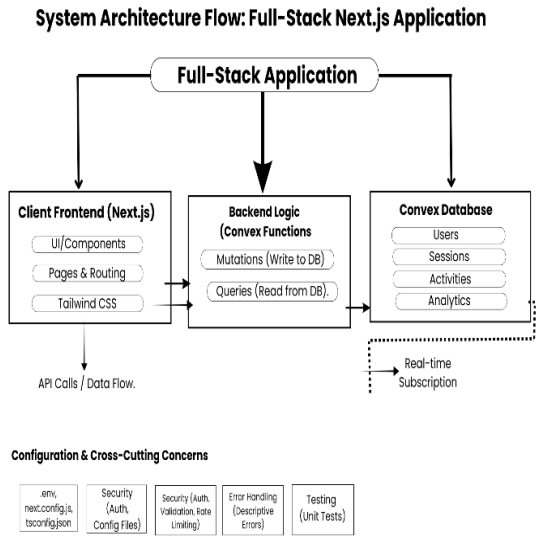 System Architecture Flow: Full-Stack Next.js Application
Full-Stack Application
Client Frontend (Next.js)
UI/Components
Pages & Routing
Tailwind CSS
Backend Logic
(Convex Functions
Mutations (Write to DB)
Queries (Read from DB).
Convex Database
Users
Sessions
Activities
Analytics
API Calls / Data Flow.
Real-time
Subscription
Configuration & Cross-Cutting Concerns
.env,
next.config.js,
tsconfig.json
Security
(Auth,
Config Files)
Security (Auth,
Validation, Rate
Limiting)
Error Handling
(Descriptive
Errors)
Testing
(Unit Tests)